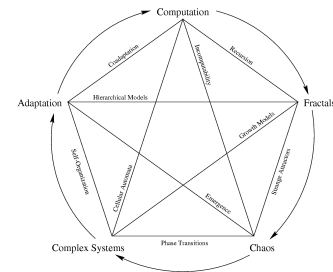 Computation
Coadaptation
Incomputability
Recursion
Adaptation
Hierarchical Models
Fractals
Growth Models
Self-Organization
Cellular Automata
Strange Attractors
Emergence
Complex Systems
Phase Transitions
Chaos